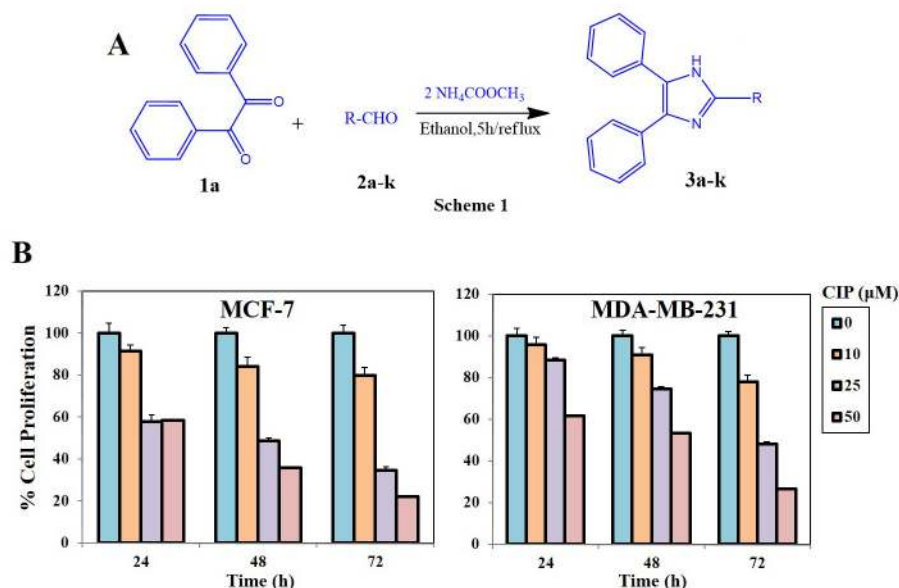 A
O
O
1a
+
R-CHO
2a-k
2 NH4COOCH3
Ethanol,5h/reflux
H
N
N
R
3a-k
Scheme 1
B
% Cell Proliferation
120
100
80
60
40
20
0
MCF-7
24
48
72
Time (h)
120
100
80
60
40
20
0
MDA-MB-231
24
48
72
Time (h)
CIP (µM)
0
10
25
50